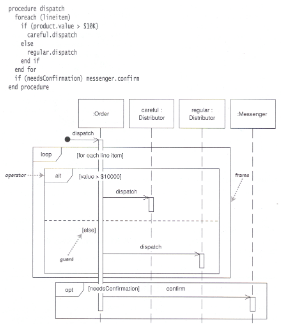 procedure dispatch
foreach (lineitem)
if (product.value > $10K)
careful.dispatch
else
regular.dispatch
end if
end for
if (needsConfirmation) messenger.confirm
end procedure
:Order
careful :
Distributor
regular :
Distributor
:Messenger
dispatch
loop
[for each line item]
operator
alt
[value > $10000]
frame
dispatch
[else]
guard
dispatch
opt
[needsConfirmation]
confirm